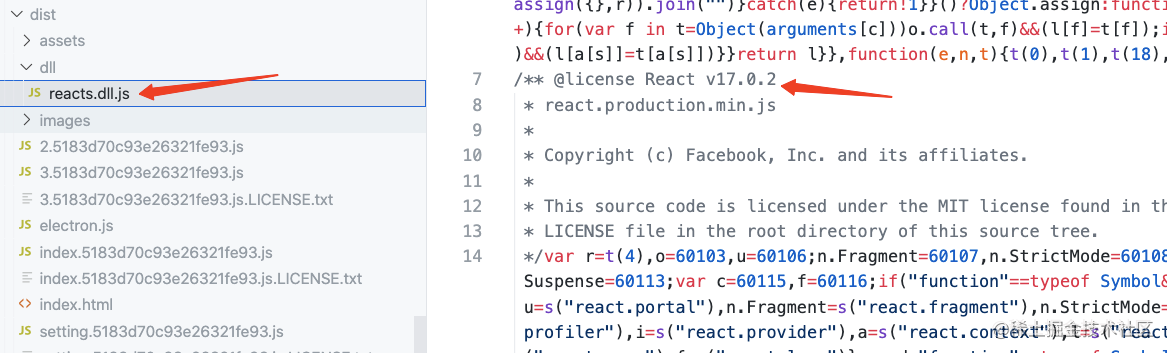 dist
assets
dll
JS reacts.dll.js
images
JS 2.5183d70c93e26321fe93.js
JS 3.5183d70c93e26321fe93.js
3.5183d70c93e26321fe93.js.LICENSE.txt
JS electron.js
JS index.5183d70c93e26321fe93.js
index.5183d70c93e26321fe93.js.LICENSE.txt
<> index.html
JS setting.5183d70c93e26321fe93.js
assign({},r)).join("")}catch(e){return!1}}()?Object.assign:functio
+){for(var f in t=Object(arguments[c]))o.call(t,f)&&(l[f]=t[f]);i
)&&(l[a[s]]=t[a[s]])}}return l}},function(e,n,t){t(0),t(1),t(18),
7 /** @license React v17.0.2
8 * react.production.min.js
9 *
10 * Copyright (c) Facebook, Inc. and its affiliates.
11 *
12 * This source code is licensed under the MIT license found in th
13 * LICENSE file in the root directory of this source tree.
14 */var r=t(4),o=60103,u=60106;n.Fragment=60107,n.StrictMode=60108
Suspense=60113;var c=60115,f=60116;if("function"==typeof Symbol&
u=s("react.portal"),n.Fragment=s("react.fragment"),n.StrictMode=
profiler"),i=s("react.provider"),a=s("react.context"),l=s("react
@稀土掘金技术社区